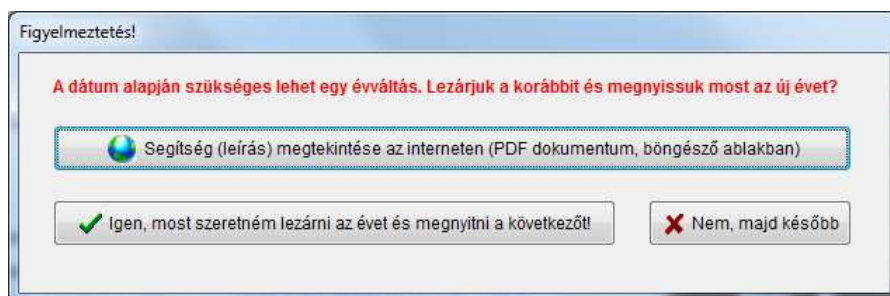 Figyelmeztetés!
A dátum alapján szükséges lehet egy évváltás. Lezárjuk a korábbit és megnyissuk most az új évet?
Segítség (leírás) megtekintése az interneten (PDF dokumentum, böngésző ablakban)
Igen, most szeretném lezárni az évet és megnyitni a következőt!
Nem, majd később